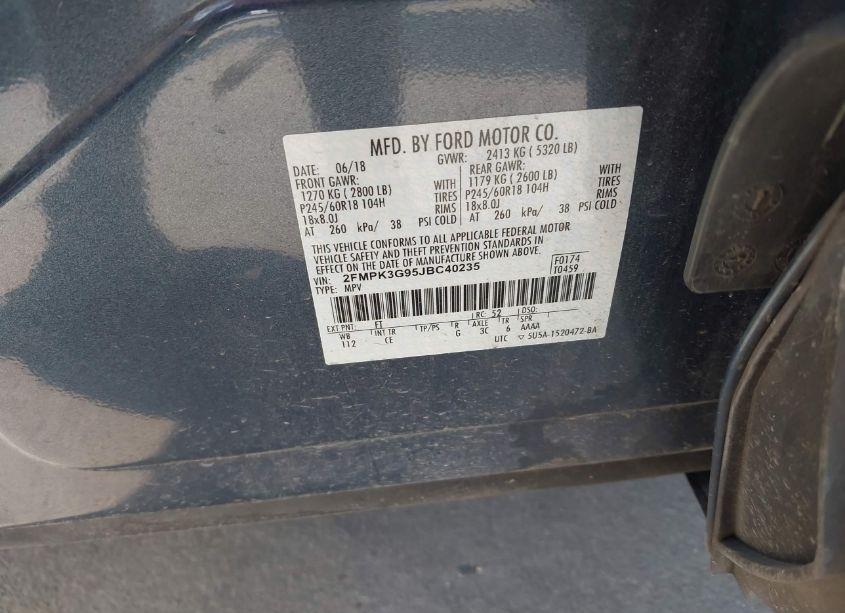 MFD. BY FORD MOTOR CO.
DATE: 06/18 GVWR: 2413 KG ( 5320 LB)
FRONT GAWR: WITH
1270 KG ( 2800 LB) TIRES
P245/60R18 104H RIMS
18x8.0J
AT 260 kPa/ 38 PSI COLD
REAR GAWR: WITH
1179 KG ( 2600 LB) TIRES
P245/60R18 104H RIMS
18x8.0J
AT 260 kPa/ 38 PSI COLD
THIS VEHICLE CONFORMS TO ALL APPLICABLE FEDERAL MOTOR
VEHICLE SAFETY AND THEFT PREVENTION STANDARDS IN
EFFECT ON THE DATE OF MANUFACTURE SHOWN ABOVE.
VIN: 2FMPK3G95JBC40235 F0174
TYPE: MPV T0459
EXT PNT: FT RC: 52 DSO:
WB INT TR TP/PS R AXLE TR SPR
112 CE G 3C 6 AAAA
UTC ▽ 5U5A-1520472-BA